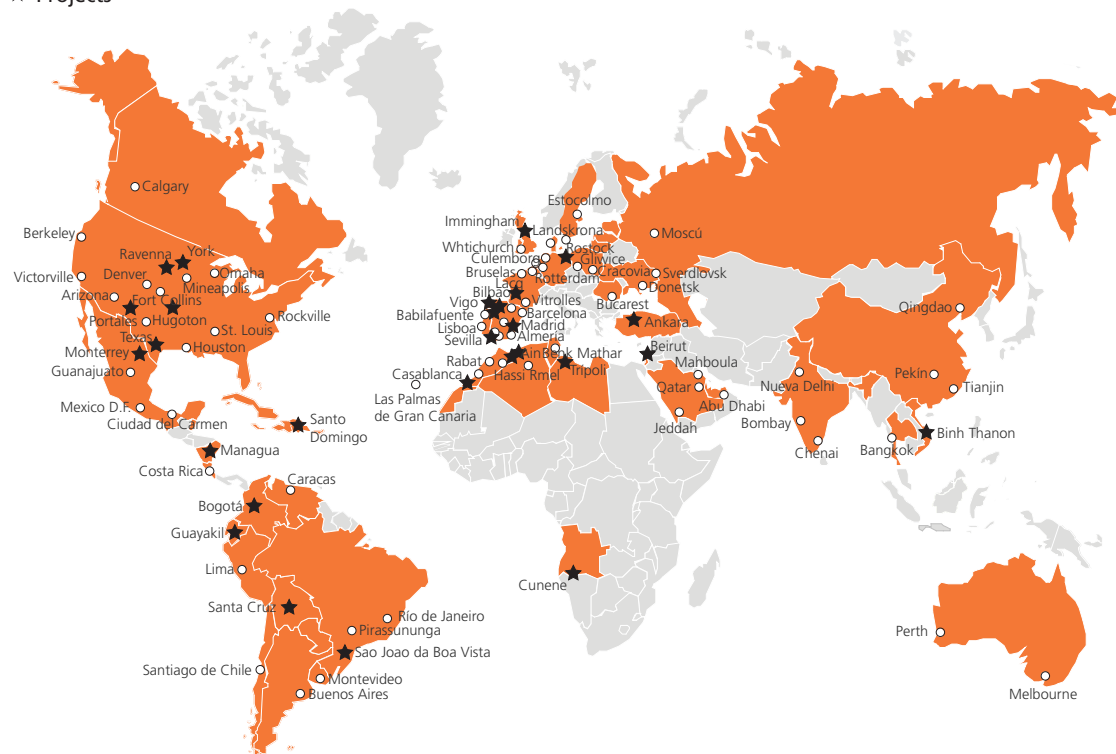 Projects
Calgary
Berkeley
Ravenna
York
Victorville
Denver
Omaha
Mineapolis
Arizona
Fort Collins
Portales
Hugoton
Rockville
Texas
St. Louis
Monterrey
Houston
Guanajuato
Mexico D.F.
Ciudad del Carmen
Santo
Domingo
Managua
Costa Rica
Caracas
Bogotá
Guayakil
Lima
Santa Cruz
Río de Janeiro
Pirassununga
Sao Joao da Boa Vista
Santiago de Chile
Montevideo
Buenos Aires
Estocolmo
Immingham
Landskrona
Moscú
Whtichurch
Rostock
Culemborg
Gliwice
Bruselas
Rotterdam
Cracovia
Sverdlovsk
Lacq
Donetsk
Bilbao
Vitrolles
Bucarest
Vigo
Barcelona
Babilafuente
Madrid
Ankara
Lisboa
Almería
Sevilla
Beirut
Rabat
AinBenk Mathar
Casablanca
Hassi Rmel
Tripoli
Las Palmas
de Gran Canaria
Mahboula
Qatar
Abu Dhabi
Jeddah
Cunene
Qingdao
Nueva Delhi
Pekín
Tianjin
Bombay
Chenai
Bangkok
Binh Thanon
Perth
Melbourne